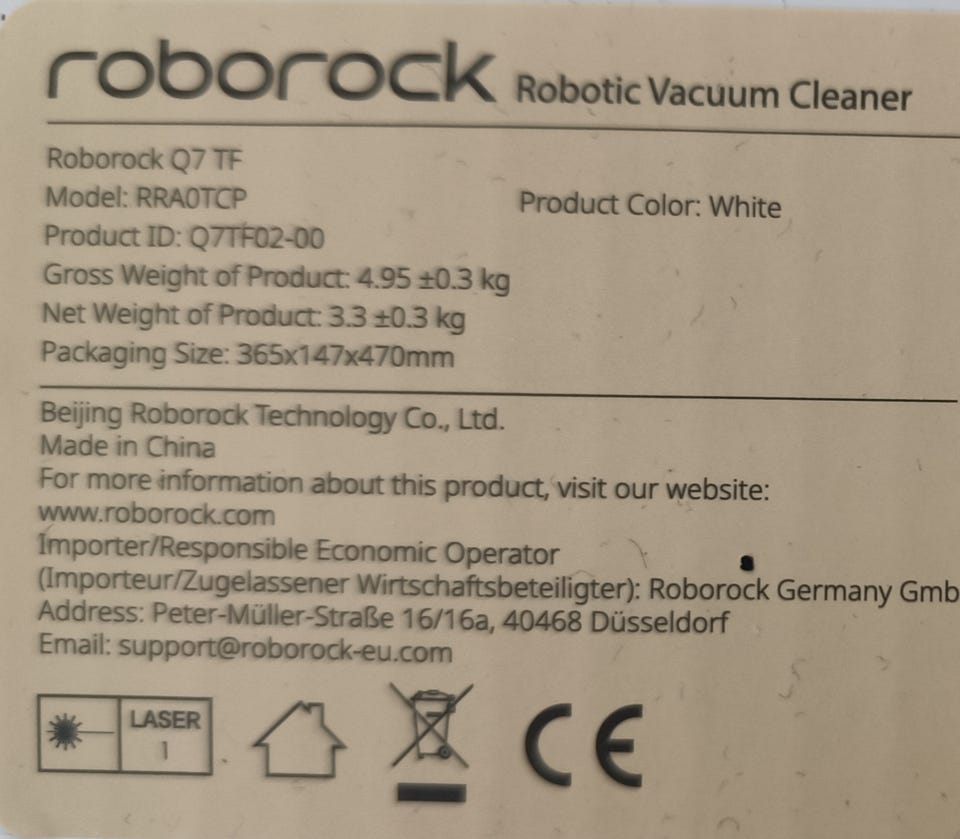 roborock Robotic Vacuum Cleaner
Roborock Q7 TF
Model: RRA0TCP
Product Color: White
Product ID: Q7TF02-00
Gross Weight of Product: 4.95 ±0.3 kg
Net Weight of Product: 3.3 ±0.3 kg
Packaging Size: 365x147x470mm
Beijing Roborock Technology Co., Ltd.
Made in China
For more information about this product, visit our website:
www.roborock.com
Importer/Responsible Economic Operator
(Importeur/Zugelassener Wirtschaftsbeteiligter): Roborock Germany Gmb
Address: Peter-Müller-Straße 16/16a, 40468 Düsseldorf
Email: support@roborock-eu.com
LASER
1
CE